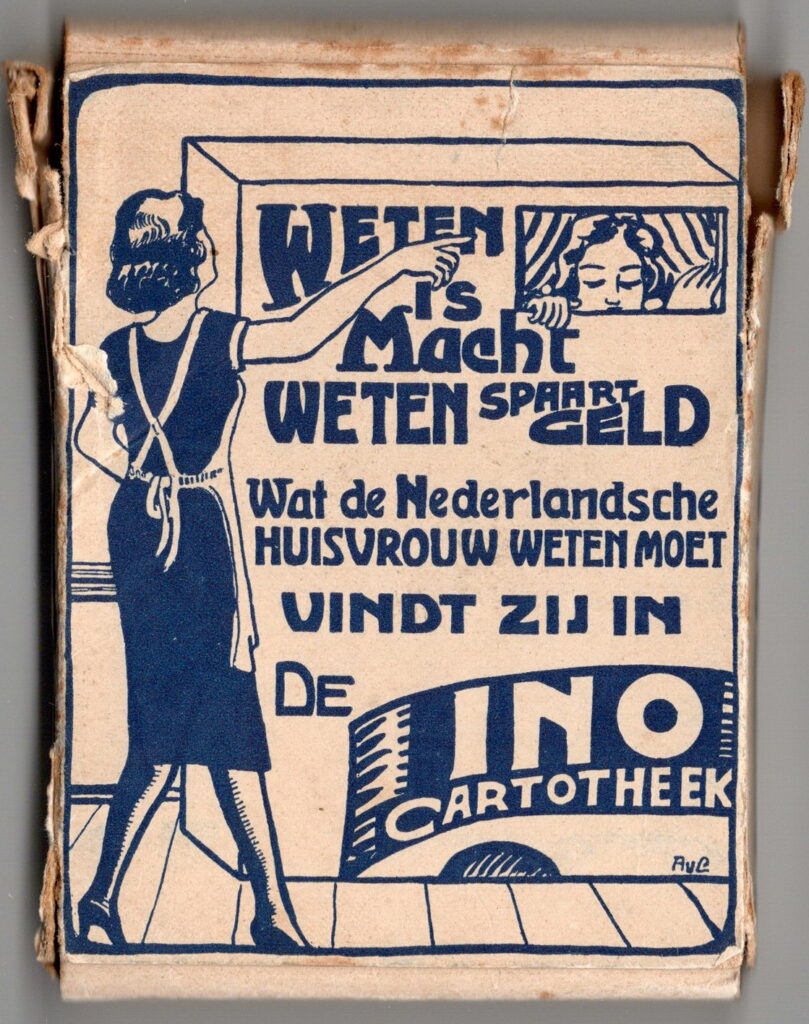 WETEN
is
Macht
WETEN SPAART GELD
Wat de Nederlandsche
HUISVROUW WETEN MOET
VINDT ZIJ IN
DE
INO
CARTOTHEEK
AvL